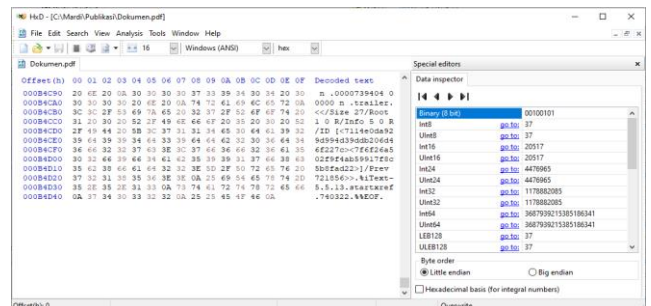 HxD - [C:\Mardi\Publikasi\Dokumen.pdf]
File Edit Search View Analysis Tools Window Help
16 Windows (ANSI) hex
Dokumen.pdf
Offset(h) 00 01 02 03 04 05 06 07 08 09 0A 0B 0C 0D 0E 0F Decoded text
000B4C90 20 6E 20 0A 30 30 30 30 37 33 39 34 30 34 20 30 n .0000739404 0
000B4CA0 30 30 30 30 20 6E 20 0A 74 72 61 69 6C 65 72 0A 0000 n .trailer.
000B4CB0 3C 3C 2F 53 69 7A 65 20 32 37 2F 52 6F 6F 74 20 <</Size 27/Root
000B4CC0 31 20 30 20 52 2F 49 6E 66 6F 20 35 20 30 20 52 1 0 R/Info 5 0 R
000B4CD0 2F 49 44 20 5B 3C 37 31 31 34 65 30 64 61 39 32 /ID [<7114e0da92
000B4CE0 39 64 39 39 34 64 33 39 64 64 62 32 30 36 64 34 9d994d39ddb206d4
000B4CF0 36 66 32 32 37 63 3E 3C 37 66 36 66 32 36 61 35 6f227c><7f6f26a5
000B4D00 30 32 66 39 66 34 61 62 35 39 39 31 37 66 38 63 02f9f4ab59917f8c
000B4D10 35 62 38 66 61 64 32 32 3E 5D 2F 50 72 65 76 20 5b8fad22>]/Prev
000B4D20 37 32 31 38 35 36 3E 3E 0A 25 69 54 65 78 74 2D 721856>>.%iText-
000B4D30 35 2E 35 2E 31 33 0A 73 74 61 72 74 78 72 65 66 5.5.13.startxref
000B4D40 0A 37 34 30 33 32 32 0A 25 25 45 4F 46 0A .740322.%%EOF.
Special editors
Data inspector
Binary (8 bit) 00100101
Int8 go to: 37
UInt8 go to: 37
Int16 go to: 20517
UInt16 go to: 20517
Int24 go to: 4476965
UInt24 go to: 4476965
Int32 go to: 1178882085
UInt32 go to: 1178882085
Int64 go to: 3687939215385186341
UInt64 go to: 3687939215385186341
LEB128 go to: 37
ULEB128 go to: 37
Byte order
Little endian Big endian
Hexadecimal basis (for integral numbers)
Offset(h): 0 Overwrite